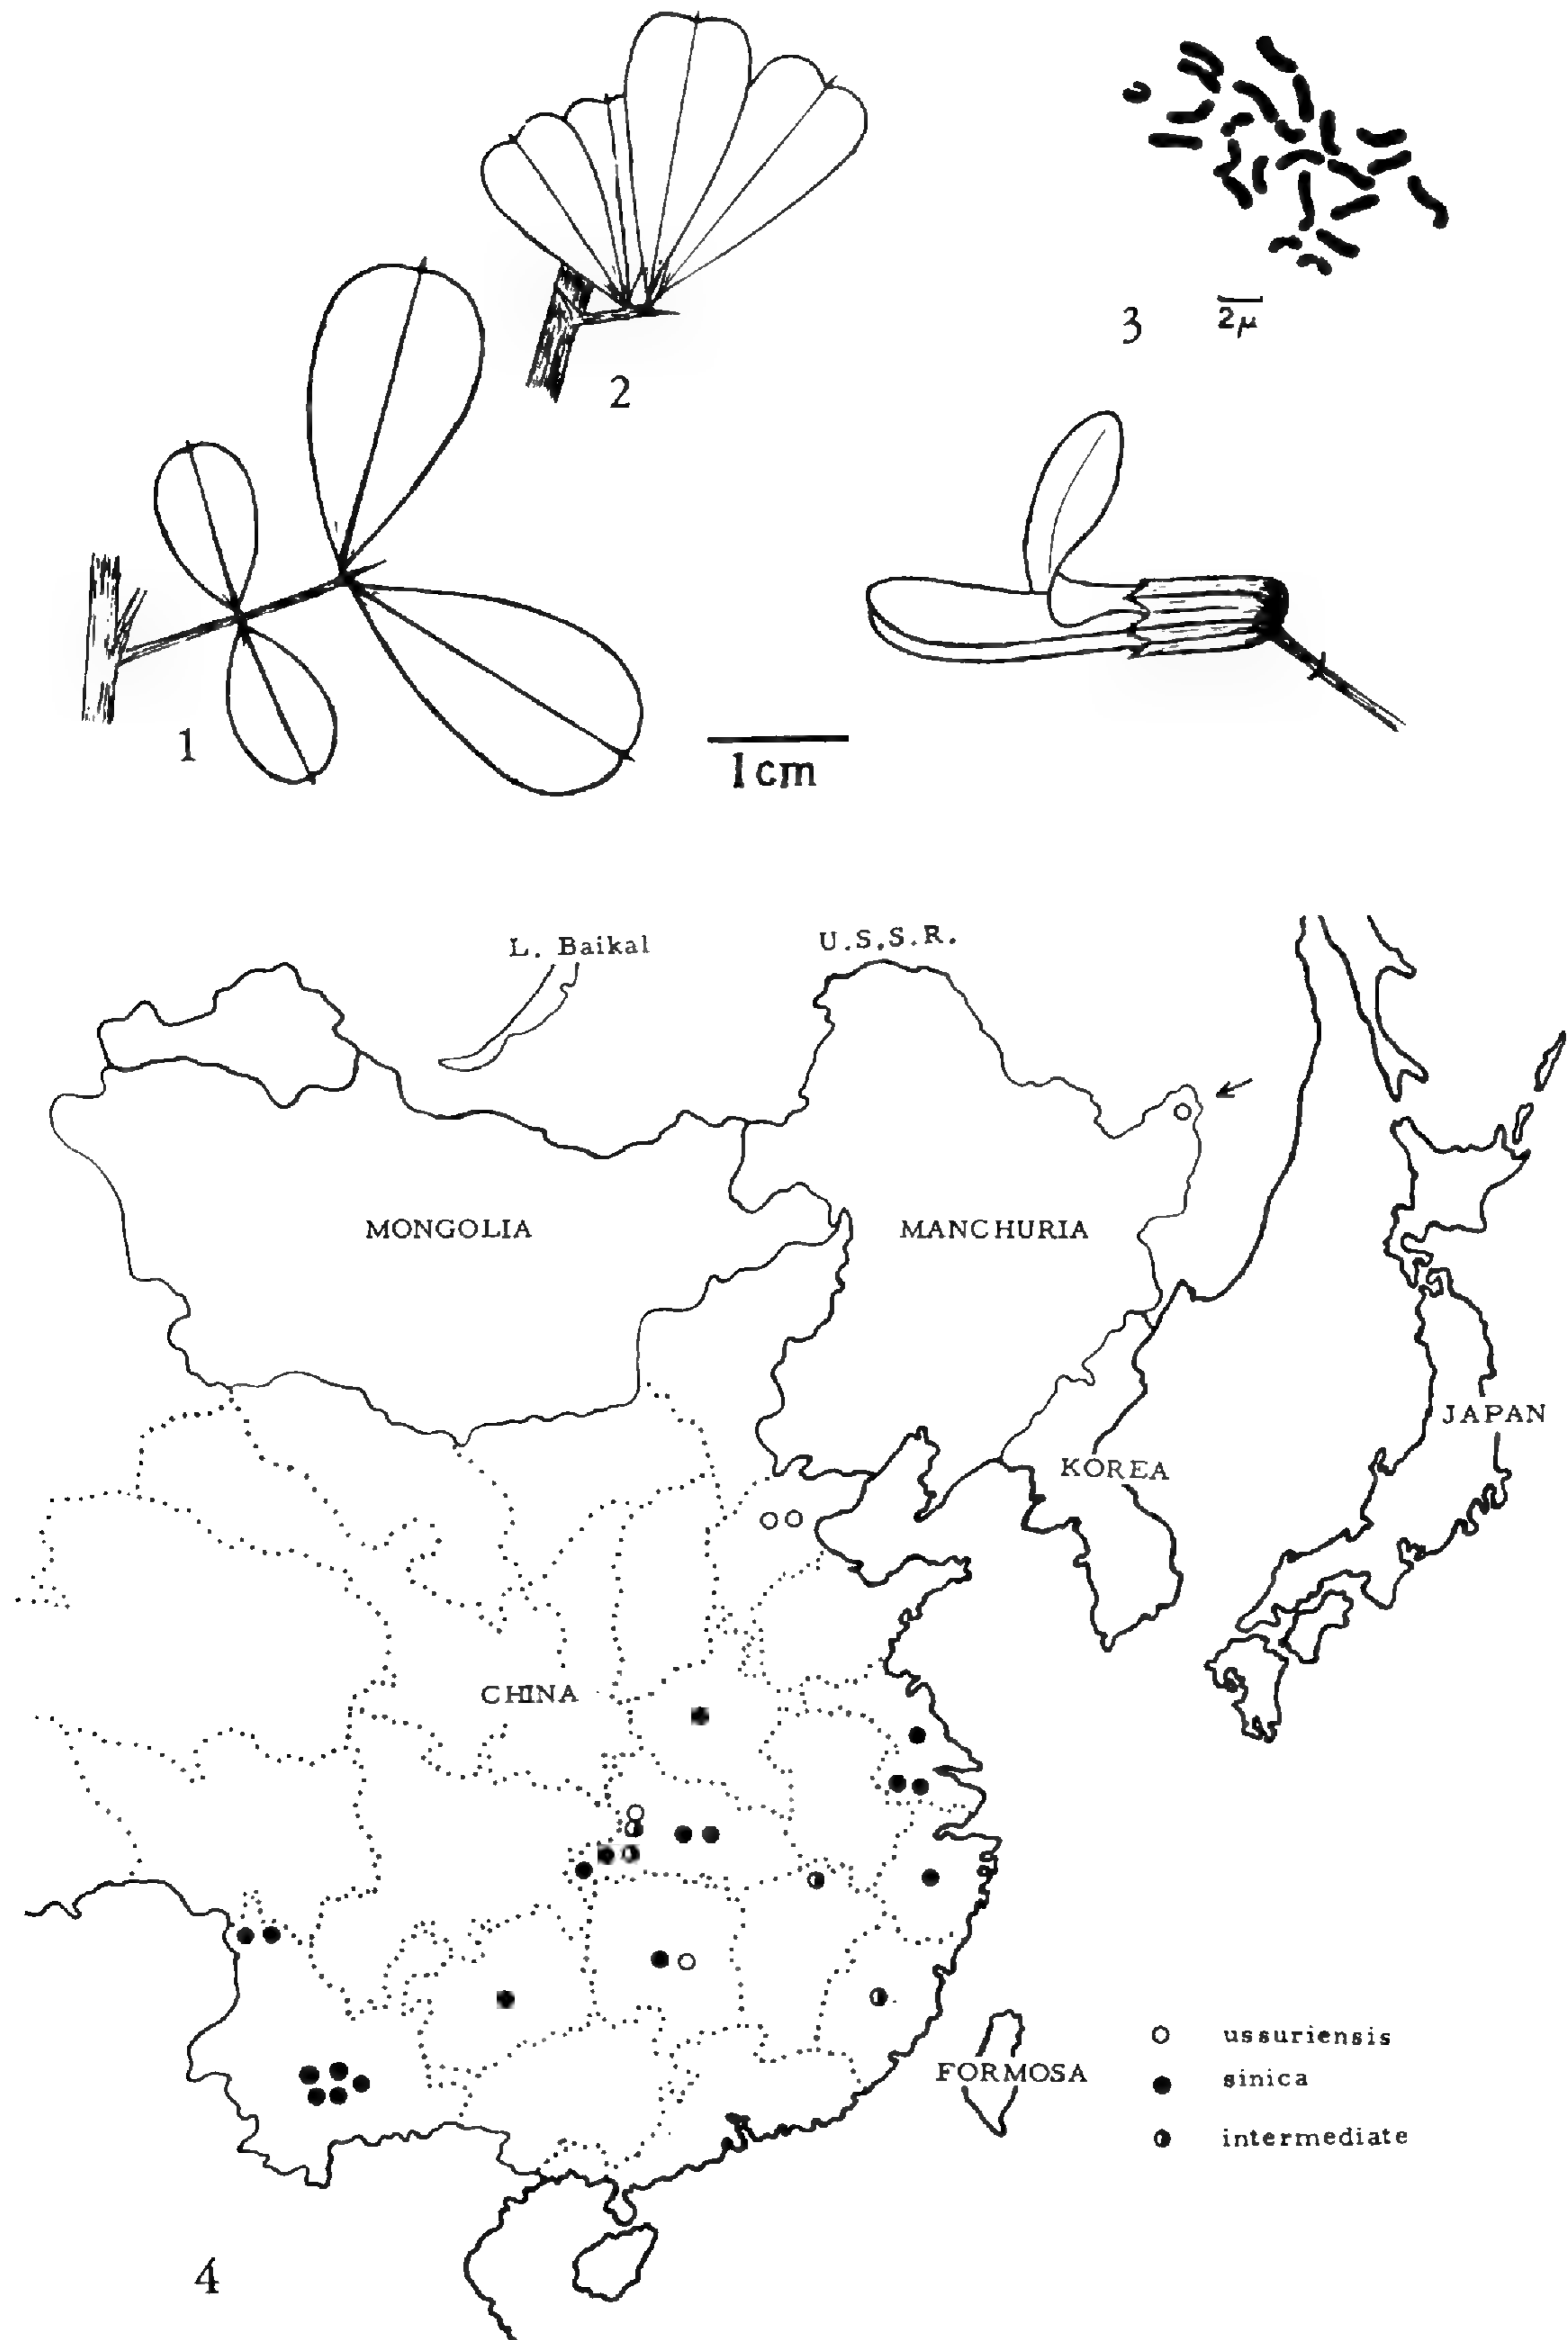 2
3
2μ
1
1cm
L. Baikal
U.S.S.R.
MONGOLIA
MANCHURIA
JAPAN
KOREA
CHINA
ussuriensis
FORMOSA
sinica
intermediate
4